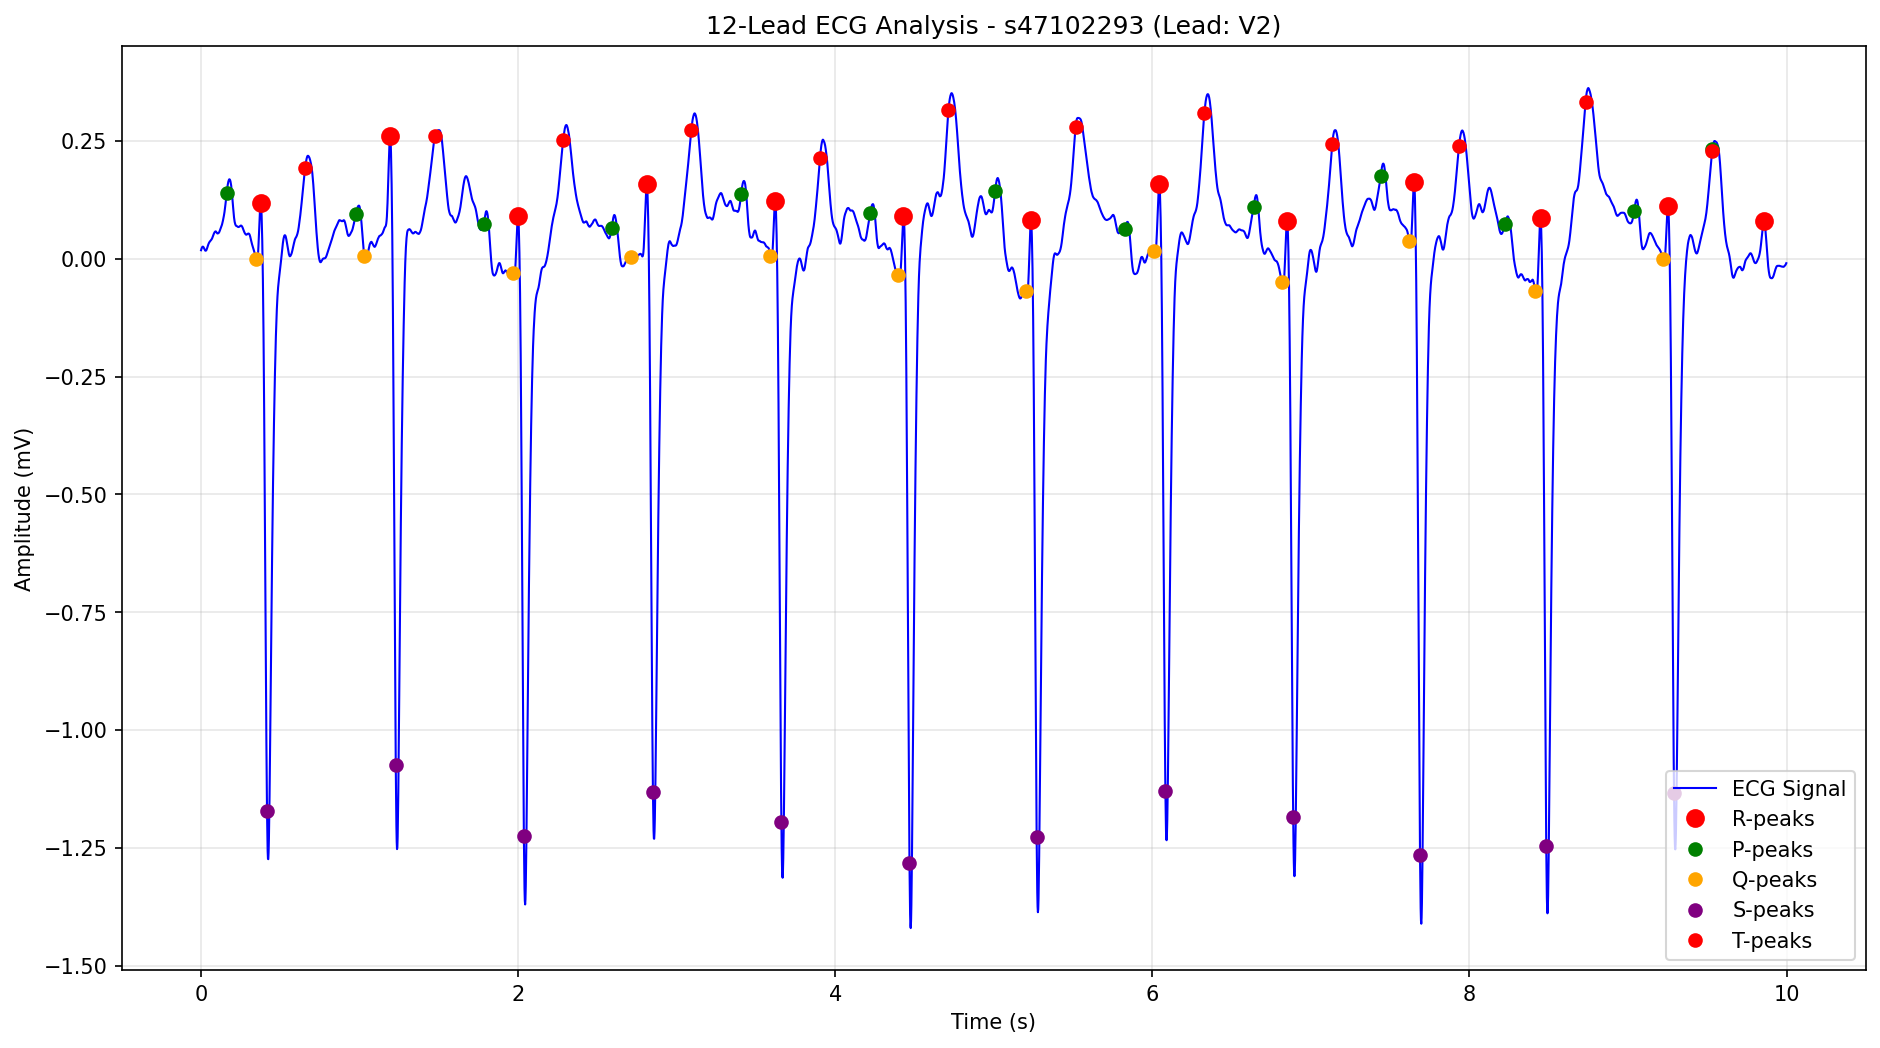 12-Lead ECG Analysis - s47102293 (Lead: V2)
Amplitude (mV)
0.25
0.00
−0.25
−0.50
−0.75
−1.00
−1.25
−1.50
0 2 4 6 8 10
Time (s)
ECG Signal
R-peaks
P-peaks
Q-peaks
S-peaks
T-peaks